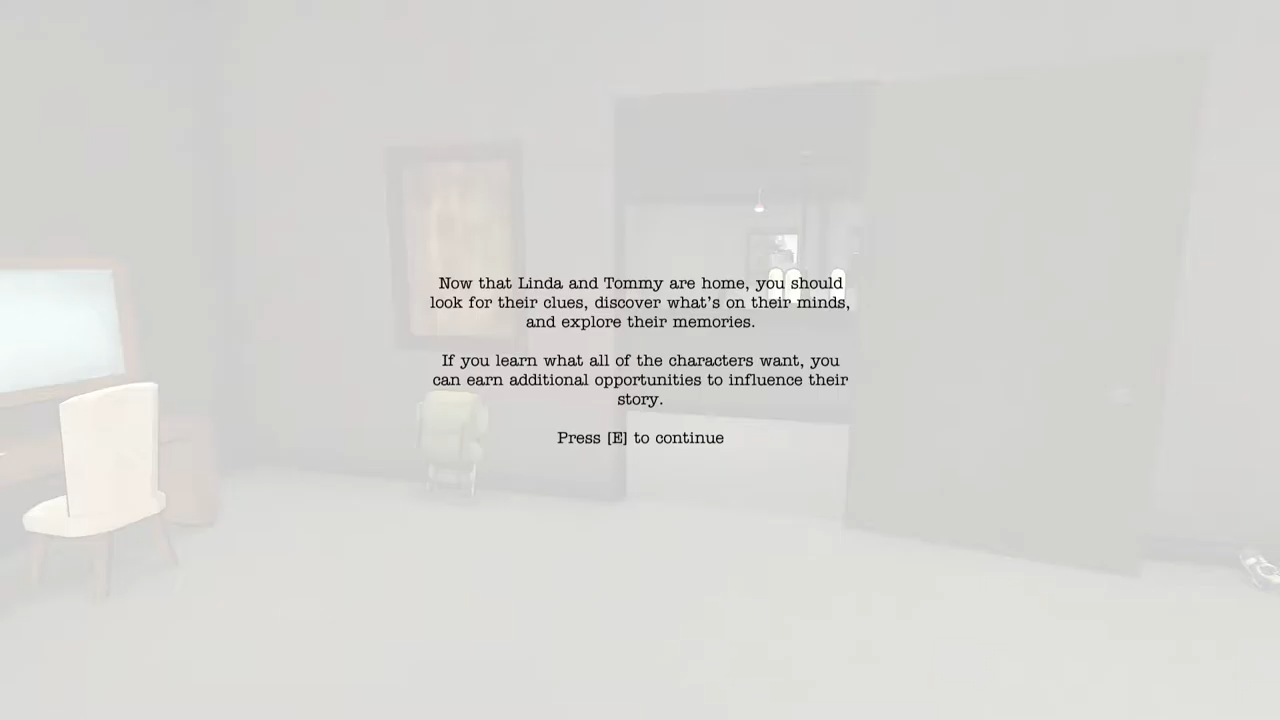 Now that Linda and Tommy are home, you should
look for their clues, discover what's on their minds,
and explore their memories.
If you learn what all of the characters want, you
can earn additional opportunities to influence their
story.
Press [E] to continue